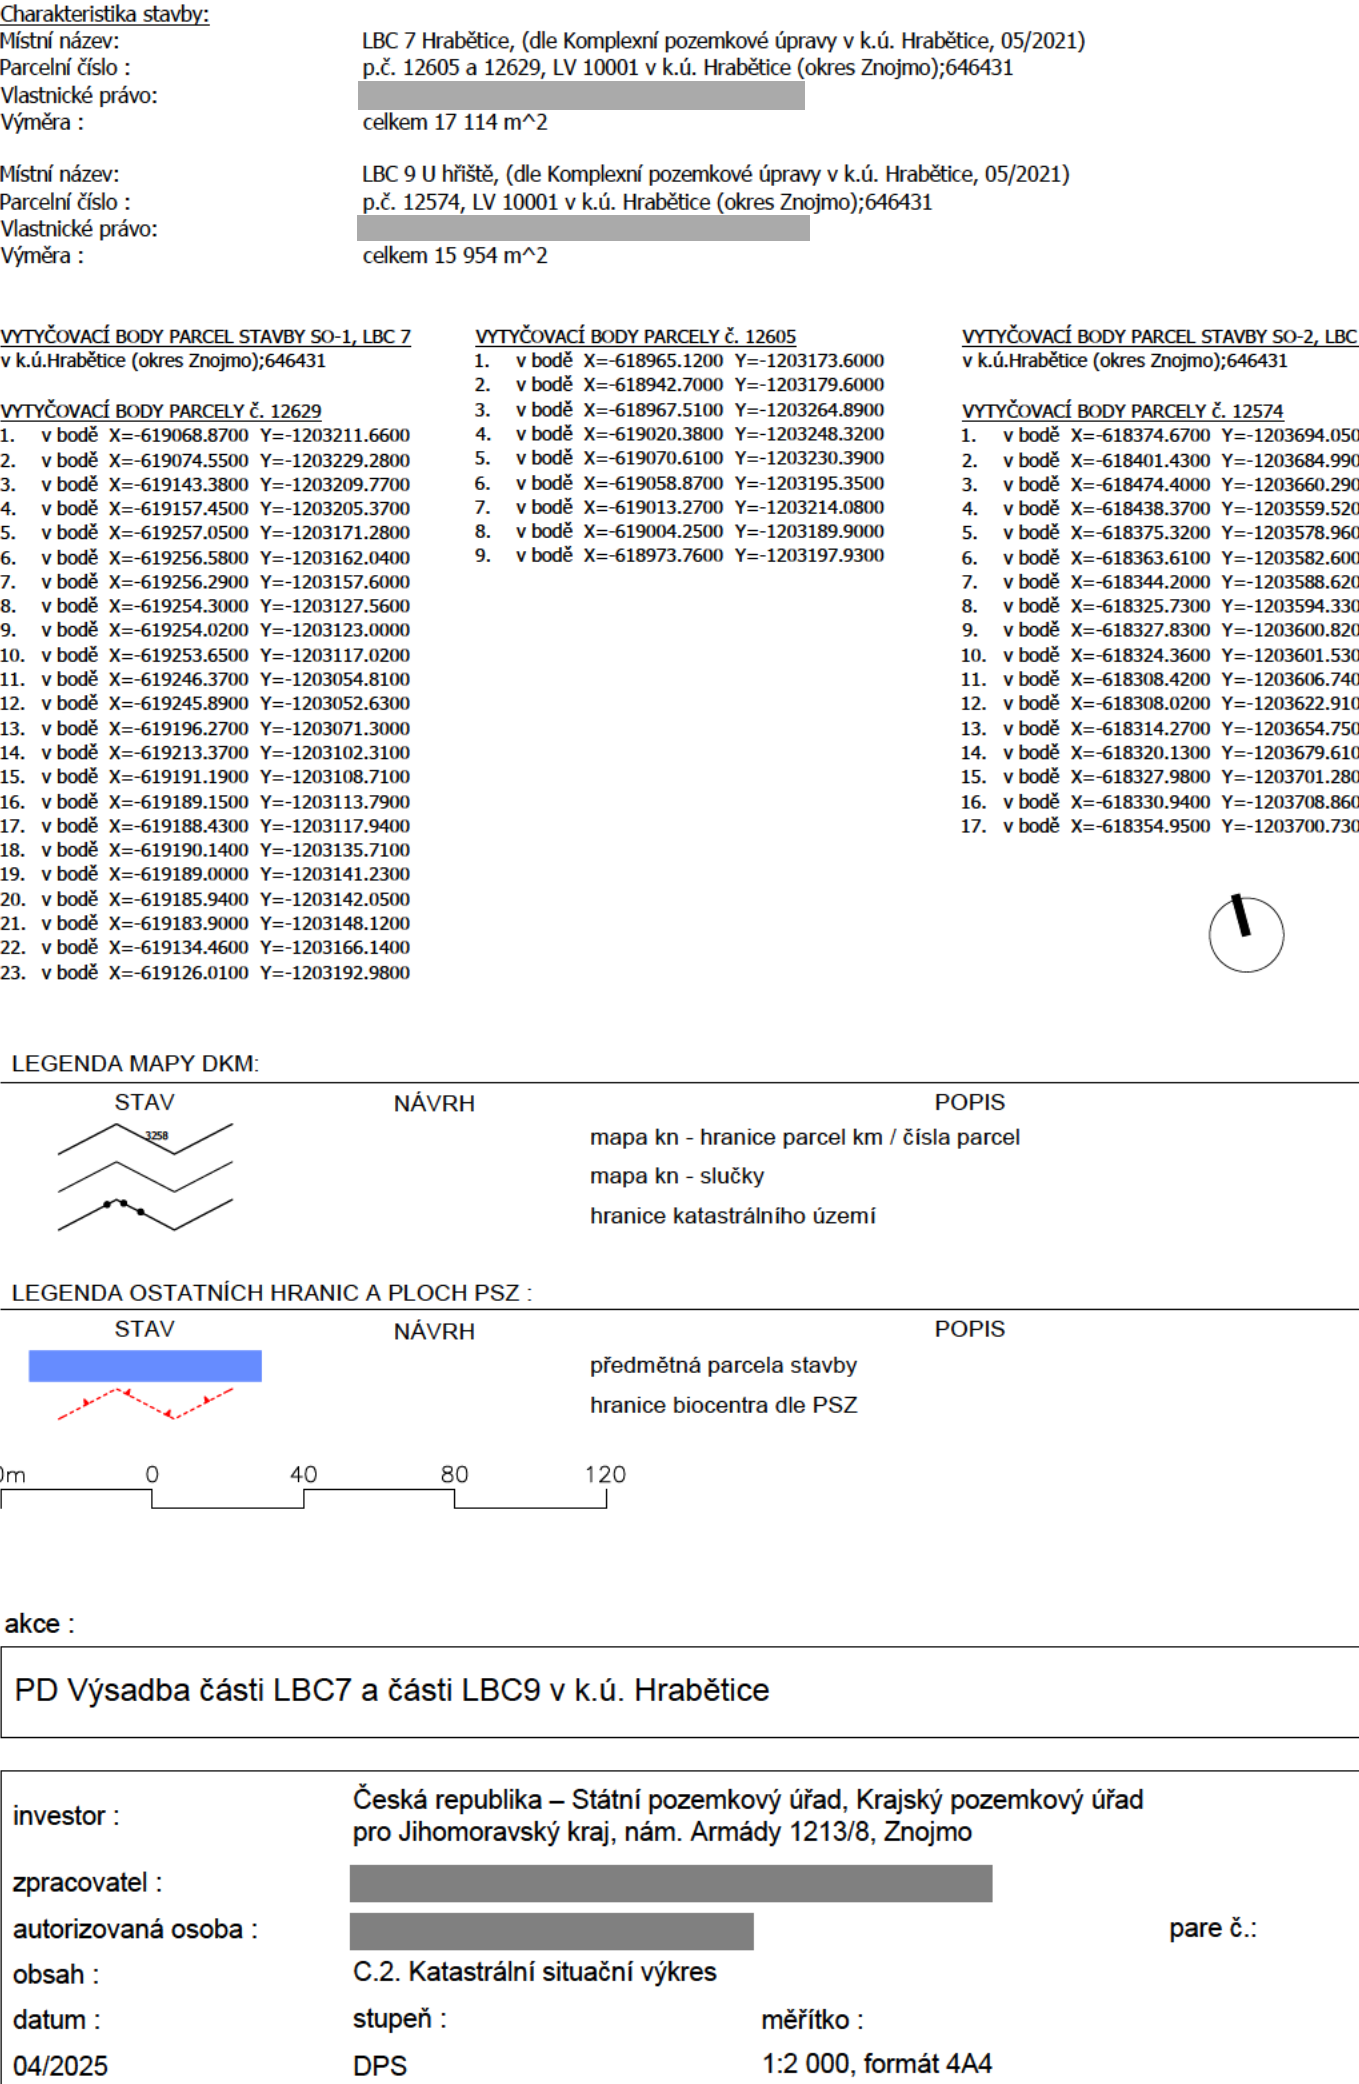 Charakteristika stavby:
Místní název: LBC 7 Hrabětice, (dle Komplexní pozemkové úpravy v k.ú. Hrabětice, 05/2021)
Parcelní číslo : p.č. 12605 a 12629, LV 10001 v k.ú. Hrabětice (okres Znojmo);646431
Vlastnické právo:
Výměra : celkem 17 114 m^2
Místní název: LBC 9 U hřiště, (dle Komplexní pozemkové úpravy v k.ú. Hrabětice, 05/2021)
Parcelní číslo : p.č. 12574, LV 10001 v k.ú. Hrabětice (okres Znojmo);646431
Vlastnické právo:
Výměra : celkem 15 954 m^2
VYTYČOVACÍ BODY PARCEL STAVBY SO-1, LBC 7
v k.ú.Hrabětice (okres Znojmo);646431
VYTYČOVACÍ BODY PARCELY č. 12629
1. v bodě X=-619068.8700 Y=-1203211.6600
2. v bodě X=-619074.5500 Y=-1203229.2800
3. v bodě X=-619143.3800 Y=-1203209.7700
4. v bodě X=-619157.4500 Y=-1203205.3700
5. v bodě X=-619257.0500 Y=-1203171.2800
6. v bodě X=-619256.5800 Y=-1203162.0400
7. v bodě X=-619256.2900 Y=-1203157.6000
8. v bodě X=-619254.3000 Y=-1203127.5600
9. v bodě X=-619254.0200 Y=-1203123.0000
10. v bodě X=-619253.6500 Y=-1203117.0200
11. v bodě X=-619246.3700 Y=-1203054.8100
12. v bodě X=-619245.8900 Y=-1203052.6300
13. v bodě X=-619196.2700 Y=-1203071.3000
14. v bodě X=-619213.3700 Y=-1203102.3100
15. v bodě X=-619191.1900 Y=-1203108.7100
16. v bodě X=-619189.1500 Y=-1203113.7900
17. v bodě X=-619188.4300 Y=-1203117.9400
18. v bodě X=-619190.1400 Y=-1203135.7100
19. v bodě X=-619189.0000 Y=-1203141.2300
20. v bodě X=-619185.9400 Y=-1203142.0500
21. v bodě X=-619183.9000 Y=-1203148.1200
22. v bodě X=-619134.4600 Y=-1203166.1400
23. v bodě X=-619126.0100 Y=-1203192.9800
VYTYČOVACÍ BODY PARCELY č. 12605
1. v bodě X=-618965.1200 Y=-1203173.6000
2. v bodě X=-618942.7000 Y=-1203179.6000
3. v bodě X=-618967.5100 Y=-1203264.8900
4. v bodě X=-619020.3800 Y=-1203248.3200
5. v bodě X=-619070.6100 Y=-1203230.3900
6. v bodě X=-619058.8700 Y=-1203195.3500
7. v bodě X=-619013.2700 Y=-1203214.0800
8. v bodě X=-619004.2500 Y=-1203189.9000
9. v bodě X=-618973.7600 Y=-1203197.9300
VYTYČOVACÍ BODY PARCEL STAVBY SO-2, LBC
v k.ú.Hrabětice (okres Znojmo);646431
VYTYČOVACÍ BODY PARCELY č. 12574
1. v bodě X=-618374.6700 Y=-1203694.050
2. v bodě X=-618401.4300 Y=-1203684.990
3. v bodě X=-618474.4000 Y=-1203660.290
4. v bodě X=-618438.3700 Y=-1203559.520
5. v bodě X=-618375.3200 Y=-1203578.960
6. v bodě X=-618363.6100 Y=-1203582.600
7. v bodě X=-618344.2000 Y=-1203588.620
8. v bodě X=-618325.7300 Y=-1203594.330
9. v bodě X=-618327.8300 Y=-1203600.820
10. v bodě X=-618324.3600 Y=-1203601.530
11. v bodě X=-618308.4200 Y=-1203606.740
12. v bodě X=-618308.0200 Y=-1203622.910
13. v bodě X=-618314.2700 Y=-1203654.750
14. v bodě X=-618320.1300 Y=-1203679.610
15. v bodě X=-618327.9800 Y=-1203701.280
16. v bodě X=-618330.9400 Y=-1203708.860
17. v bodě X=-618354.9500 Y=-1203700.730
LEGENDA MAPY DKM:
STAV NÁVRH POPIS
3258 mapa kn - hranice parcel km / čísla parcel
mapa kn - slučky
hranice katastrálního území
LEGENDA OSTATNÍCH HRANIC A PLOCH PSZ :
STAV NÁVRH POPIS
předmětná parcela stavby
hranice biocentra dle PSZ
0m 0 40 80 120
akce :
PD Výsadba části LBC7 a části LBC9 v k.ú. Hrabětice
investor : Česká republika – Státní pozemkový úřad, Krajský pozemkový úřad
pro Jihomoravský kraj, nám. Armády 1213/8, Znojmo
zpracovatel :
autorizovaná osoba : pare č.:
obsah : C.2. Katastrální situační výkres
datum : stupeň : měřítko :
04/2025 DPS 1:2 000, formát 4A4